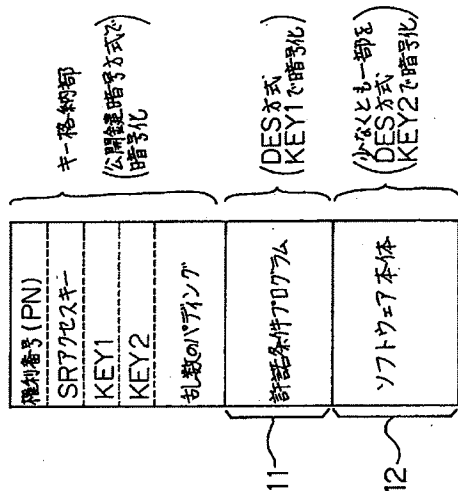 権利番号(PN)
SRアクセスキー
KEY1
KEY2
乱数のパディング
キー格納部
(公開鍵暗号方式で
暗号化
11
許諾条件プログラム
(DES方式
KEY1で暗号化)
12
ソフトウェア本体
(少なくとも一部を
DES方式
KEY2で暗号化)